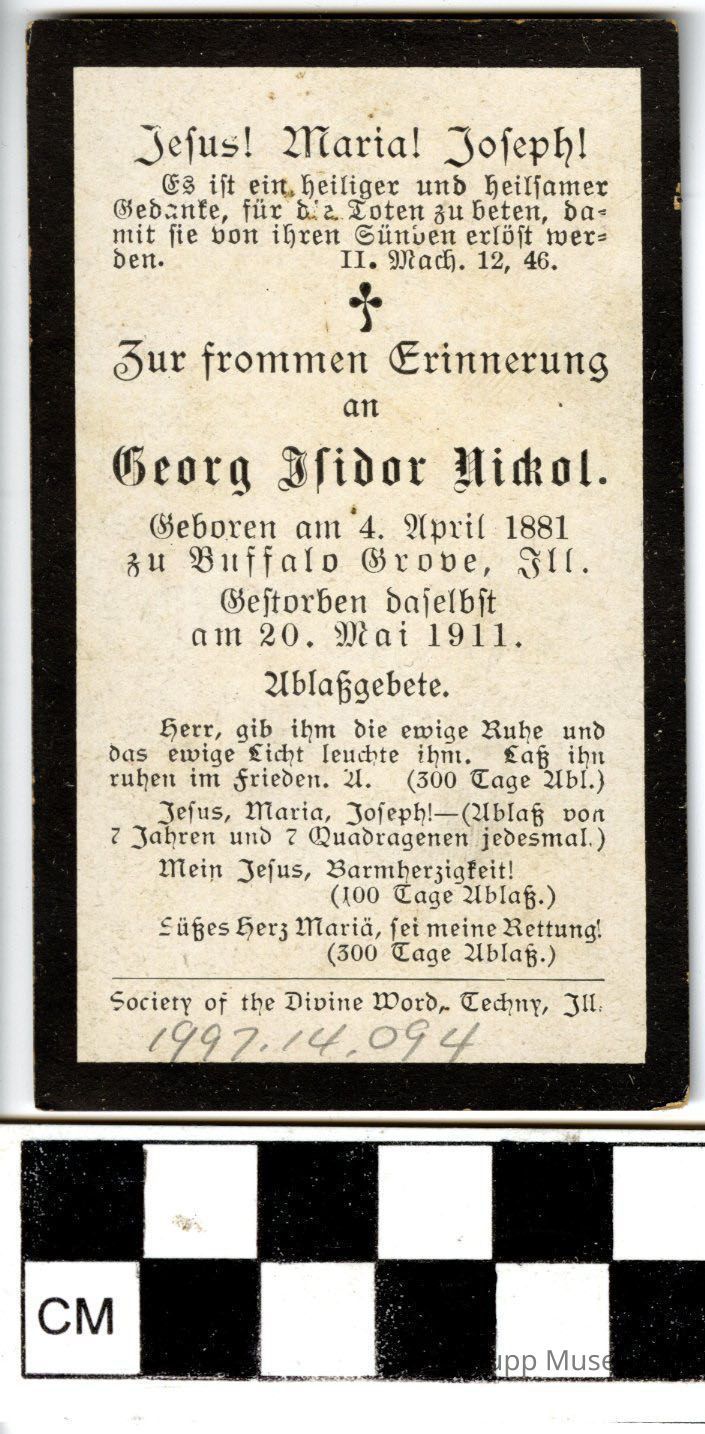 Jesus! Maria! Joseph!
Es ist ein heiliger und heilsamer
Gedanke, für die Toten zu beten, da-
mit sie von ihren Sünden erlöst wer-
den. II. Mach. 12, 46.
Zur frommen Erinnerung
an
Georg Isidor Nickol.
Geboren am 4. April 1881
zu Buffalo Grove, Ill.
Gestorben daselbst
am 20. Mai 1911.
Ablaßgebete.
Herr, gib ihm die ewige Ruhe und
das ewige Licht leuchte ihm. Laß ihn
ruhen im Frieden. A. (300 Tage Abl.)
Jesus, Maria, Joseph!—(Ablaß von
7 Jahren und 7 Quadragenen jedesmal.)
Mein Jesus, Barmherzigkeit!
(100 Tage Ablaß.)
Süßes Herz Mariä, sei meine Rettung!
(300 Tage Ablaß.)
Society of the Divine Word, Techny, Ill.
1997.14.094
CM